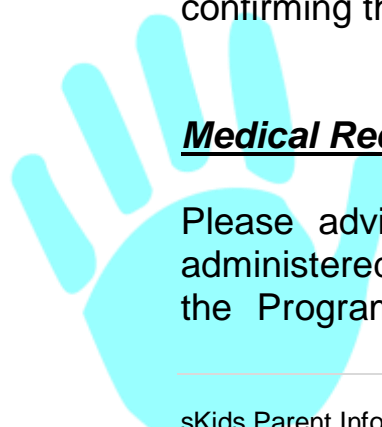 confirming th
Medical Re
Please advi
administered
the Program
sKids Parent Info